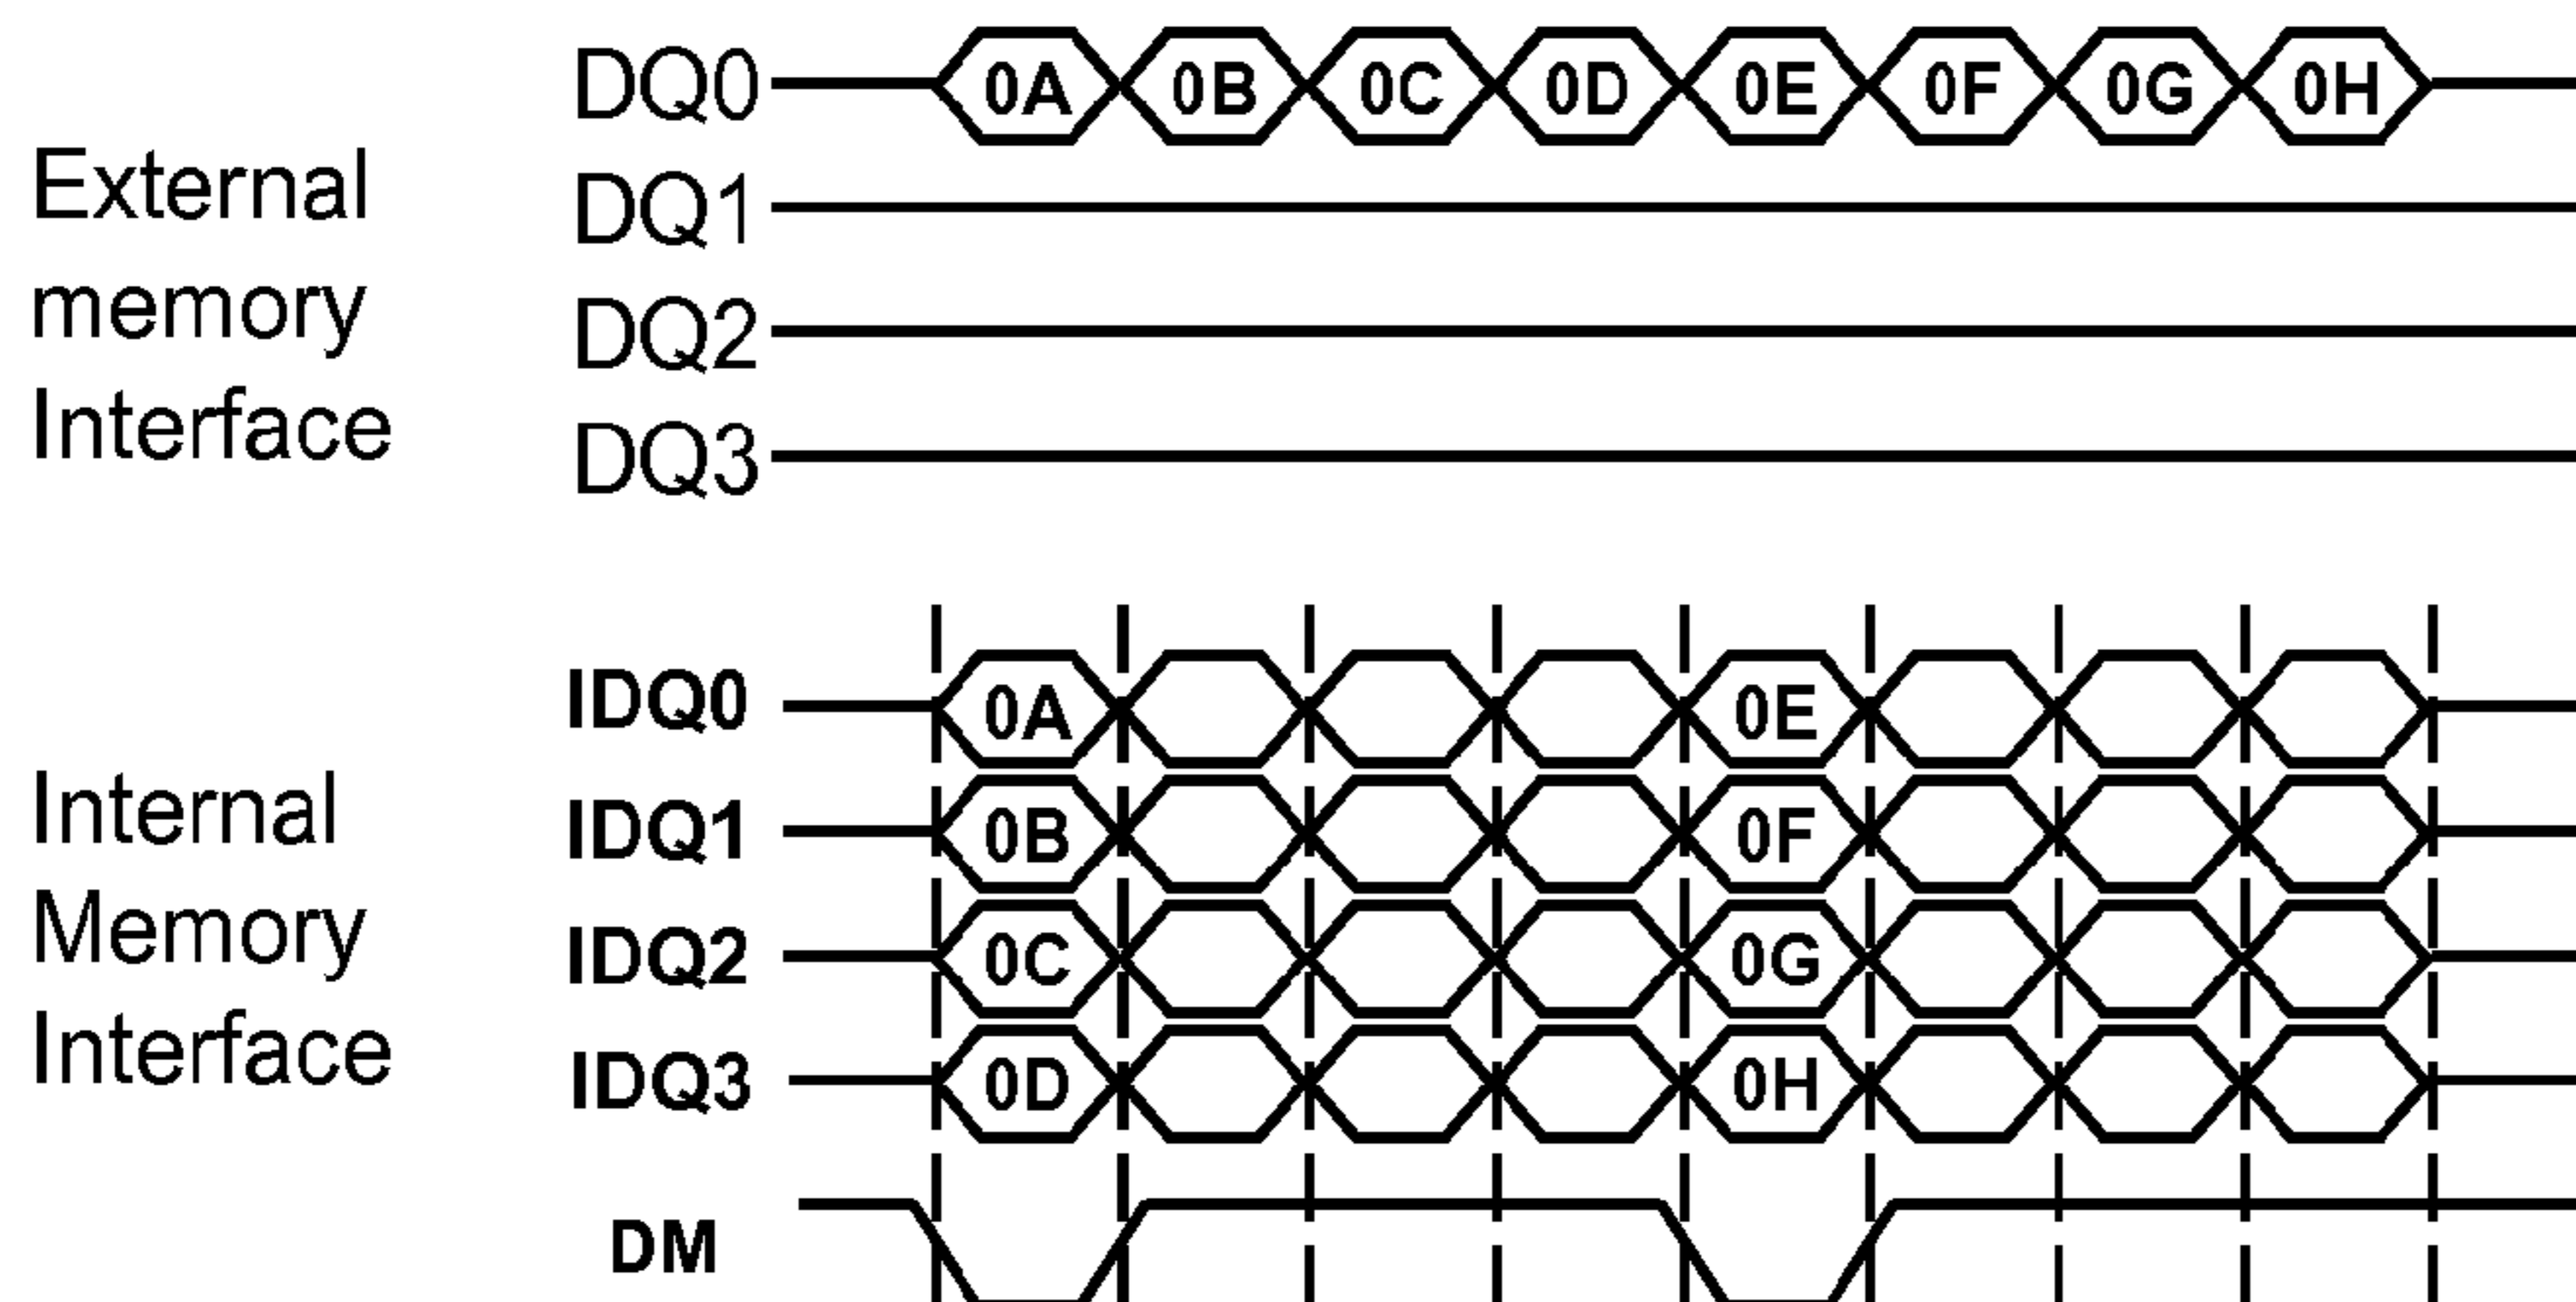 DQ0 0A 0B 0C 0D 0E 0F 0G 0H
External
memory
Interface
DQ1
DQ2
DQ3
IDQ0 0A 0E
IDQ1 0B 0F
IDQ2 0C 0G
IDQ3 0D 0H
Internal
Memory
Interface
DM